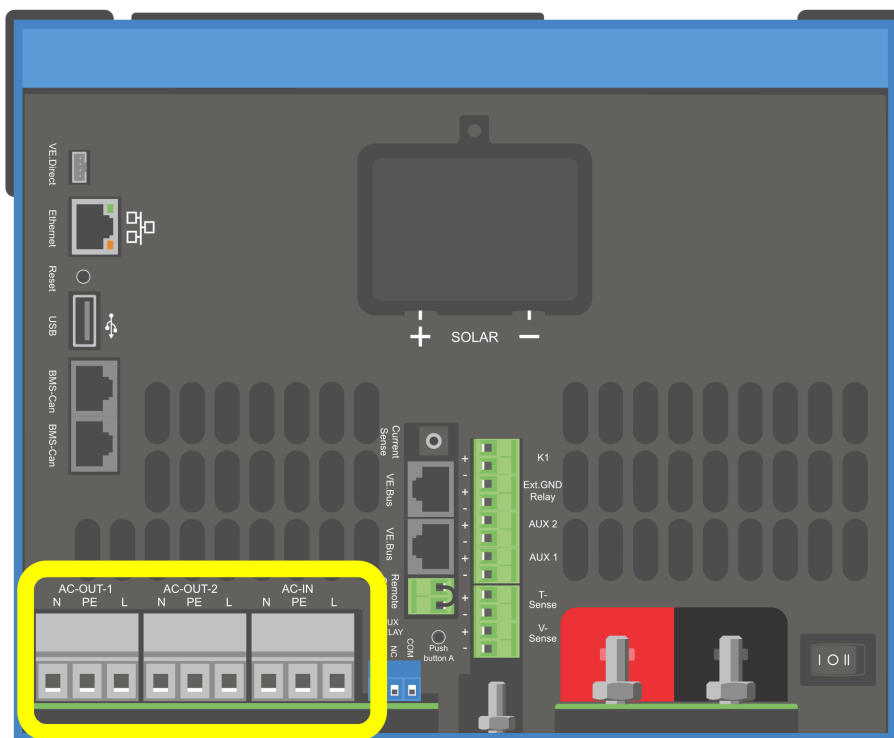 VE.Direct
Ethernet
Reset
USB
BMS-Can
BMS-Can
+ SOLAR −
Current
Sense
VE.Bus
VE.Bus
Remote
+
-
+
-
+
-
+
-
+
-
+
-
K1
Ext.GND
Relay
AUX 2
AUX 1
T-
Sense
V-
Sense
AC-OUT-1
N PE L
AC-OUT-2
N PE L
AC-IN
N PE L
NC
COM
Push
button A
I O II